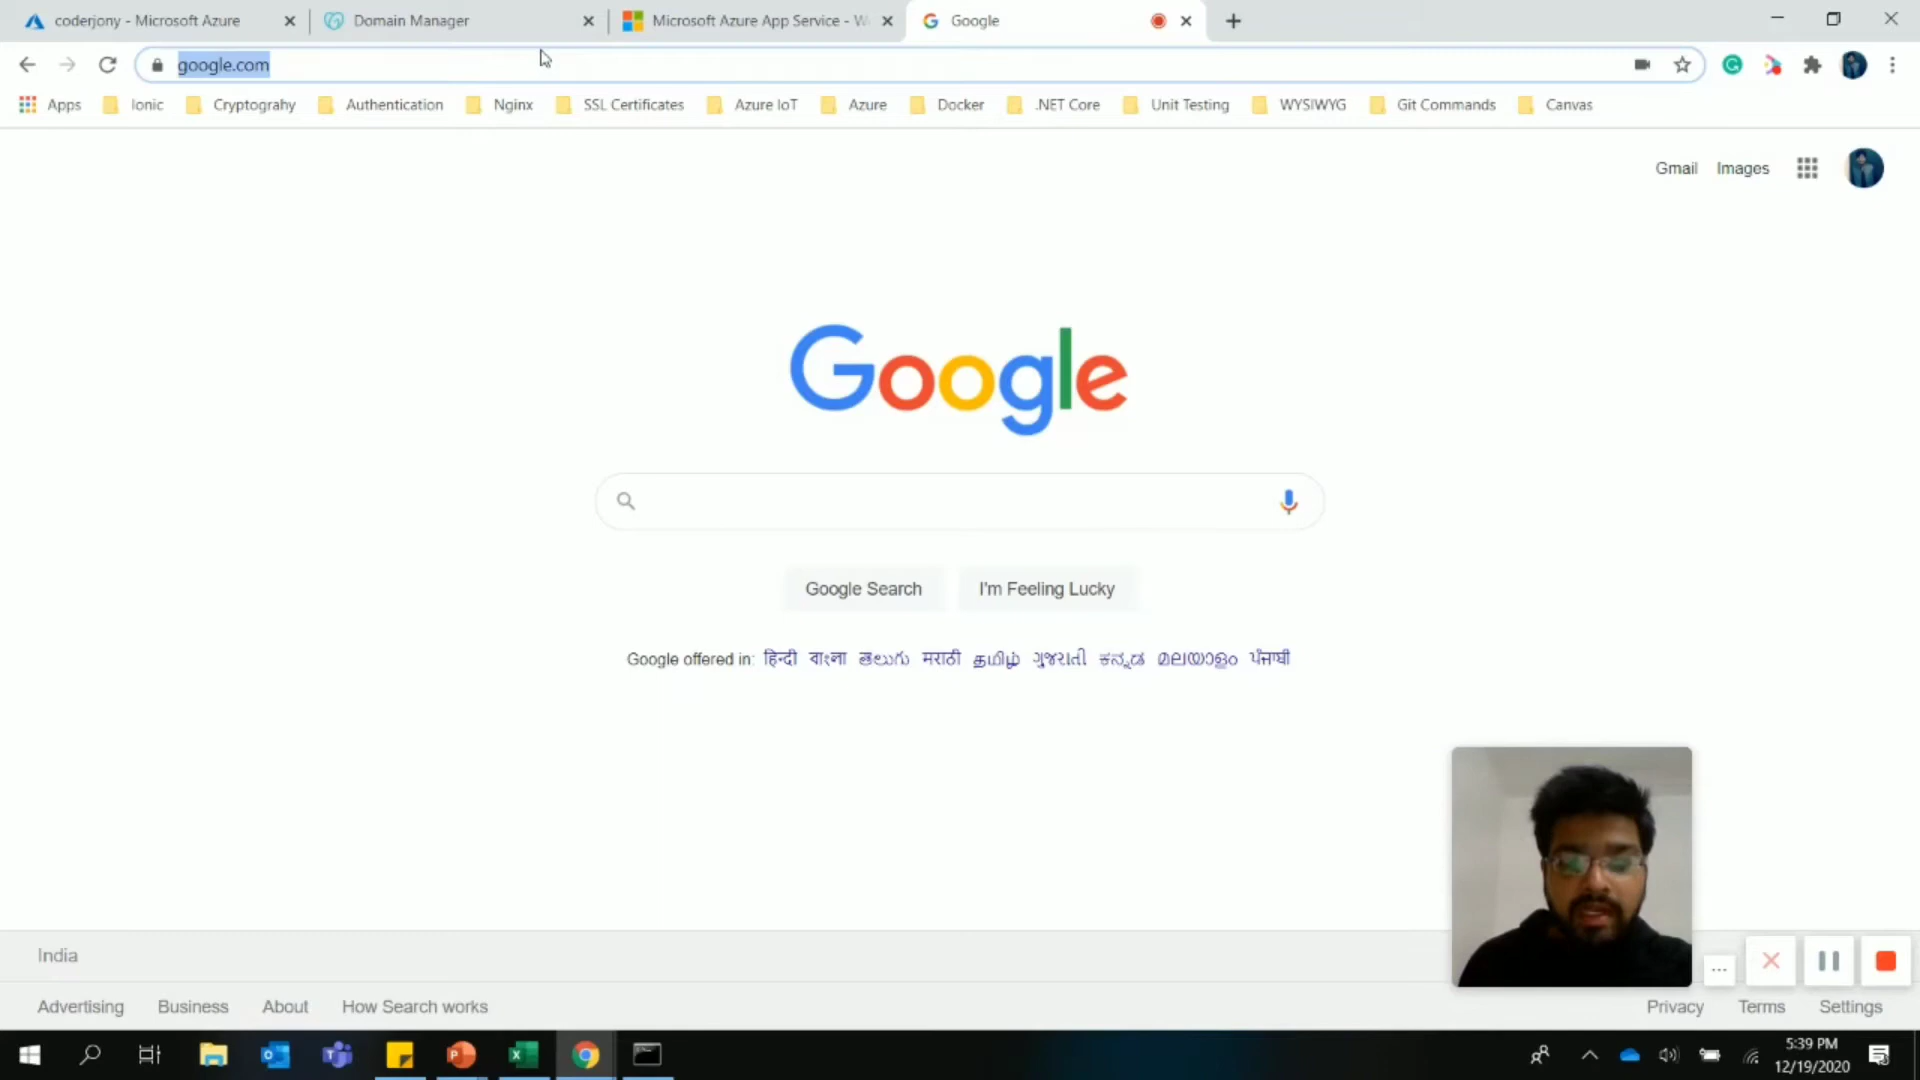 coderjony - Microsoft Azure
Domain Manager
Microsoft Azure App Service - W
Google
google.com
Apps Ionic Cryptograhy Authentication Nginx SSL Certificates Azure IoT Azure Docker .NET Core Unit Testing WYSIWYG Git Commands Canvas
Gmail Images
Google
Google Search I'm Feeling Lucky
Google offered in: हिन्दी বাংলা తెలుగు मराठी தமிழ் ગુજરાતી ಕನ್ನಡ മലയാളം ਪੰਜਾਬੀ
India
...
Advertising Business About How Search works
Privacy Terms Settings
5:39 PM
12/19/2020